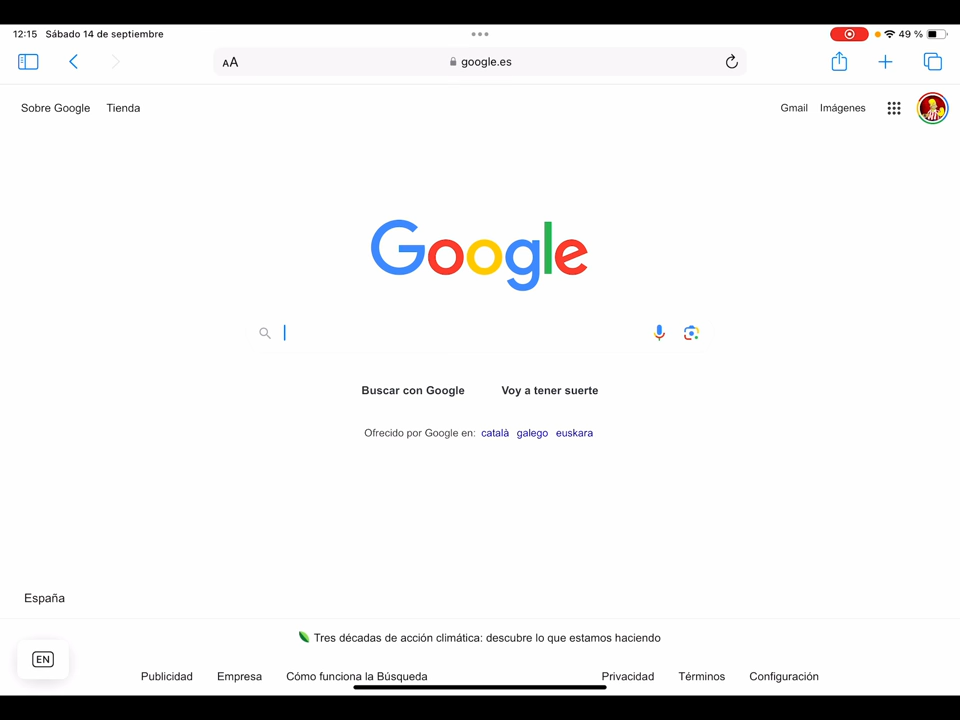 12:15 Sábado 14 de septiembre
49 %
AA
google.es
Sobre Google Tienda
Gmail Imágenes
Google
Buscar con Google Voy a tener suerte
Ofrecido por Google en: català galego euskara
España
Tres décadas de acción climática: descubre lo que estamos haciendo
EN
Publicidad Empresa Cómo funciona la Búsqueda Privacidad Términos Configuración